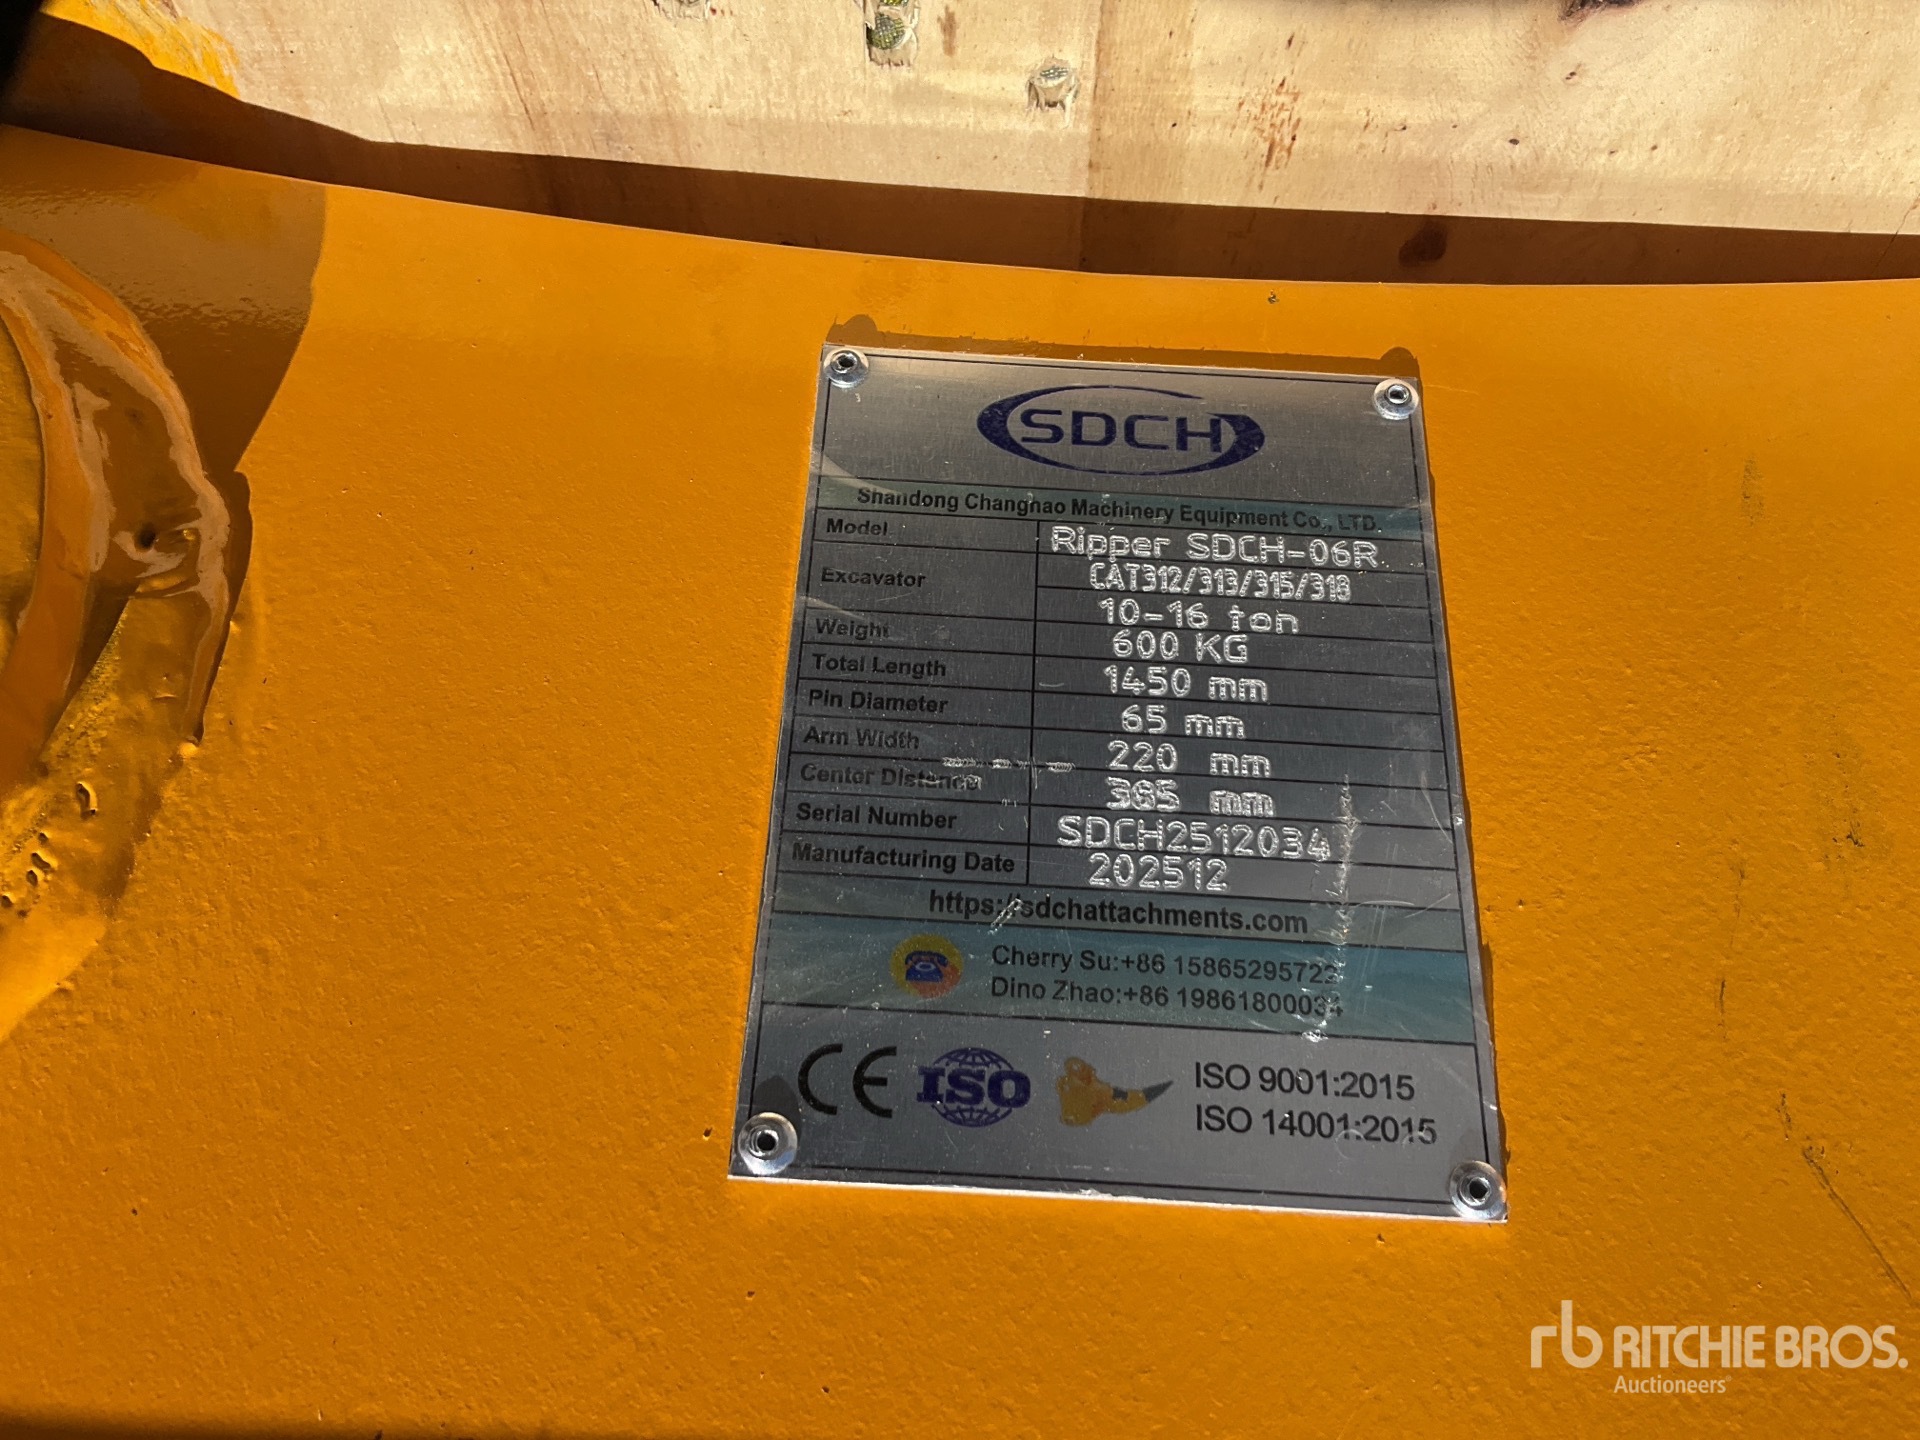 SDCH
Shandong Changhao Machinery Equipment Co., LTD.
Model Ripper SDCH-06R
Excavator CAT312/313/315/318
10-16 ton
Weight 600 KG
Total Length 1450 mm
Pin Diameter 65 mm
Arm Width 220 mm
Center Distance mm
Serial Number SDCH2512034
Manufacturing Date 202512
https://sdchattachments.com
Cherry Su:+86 15865295722
Dino Zhao:+86 19861800034
CE ISO ISO 9001:2015
ISO 14001:2015
rb RITCHIE BROS.
Auctioneers